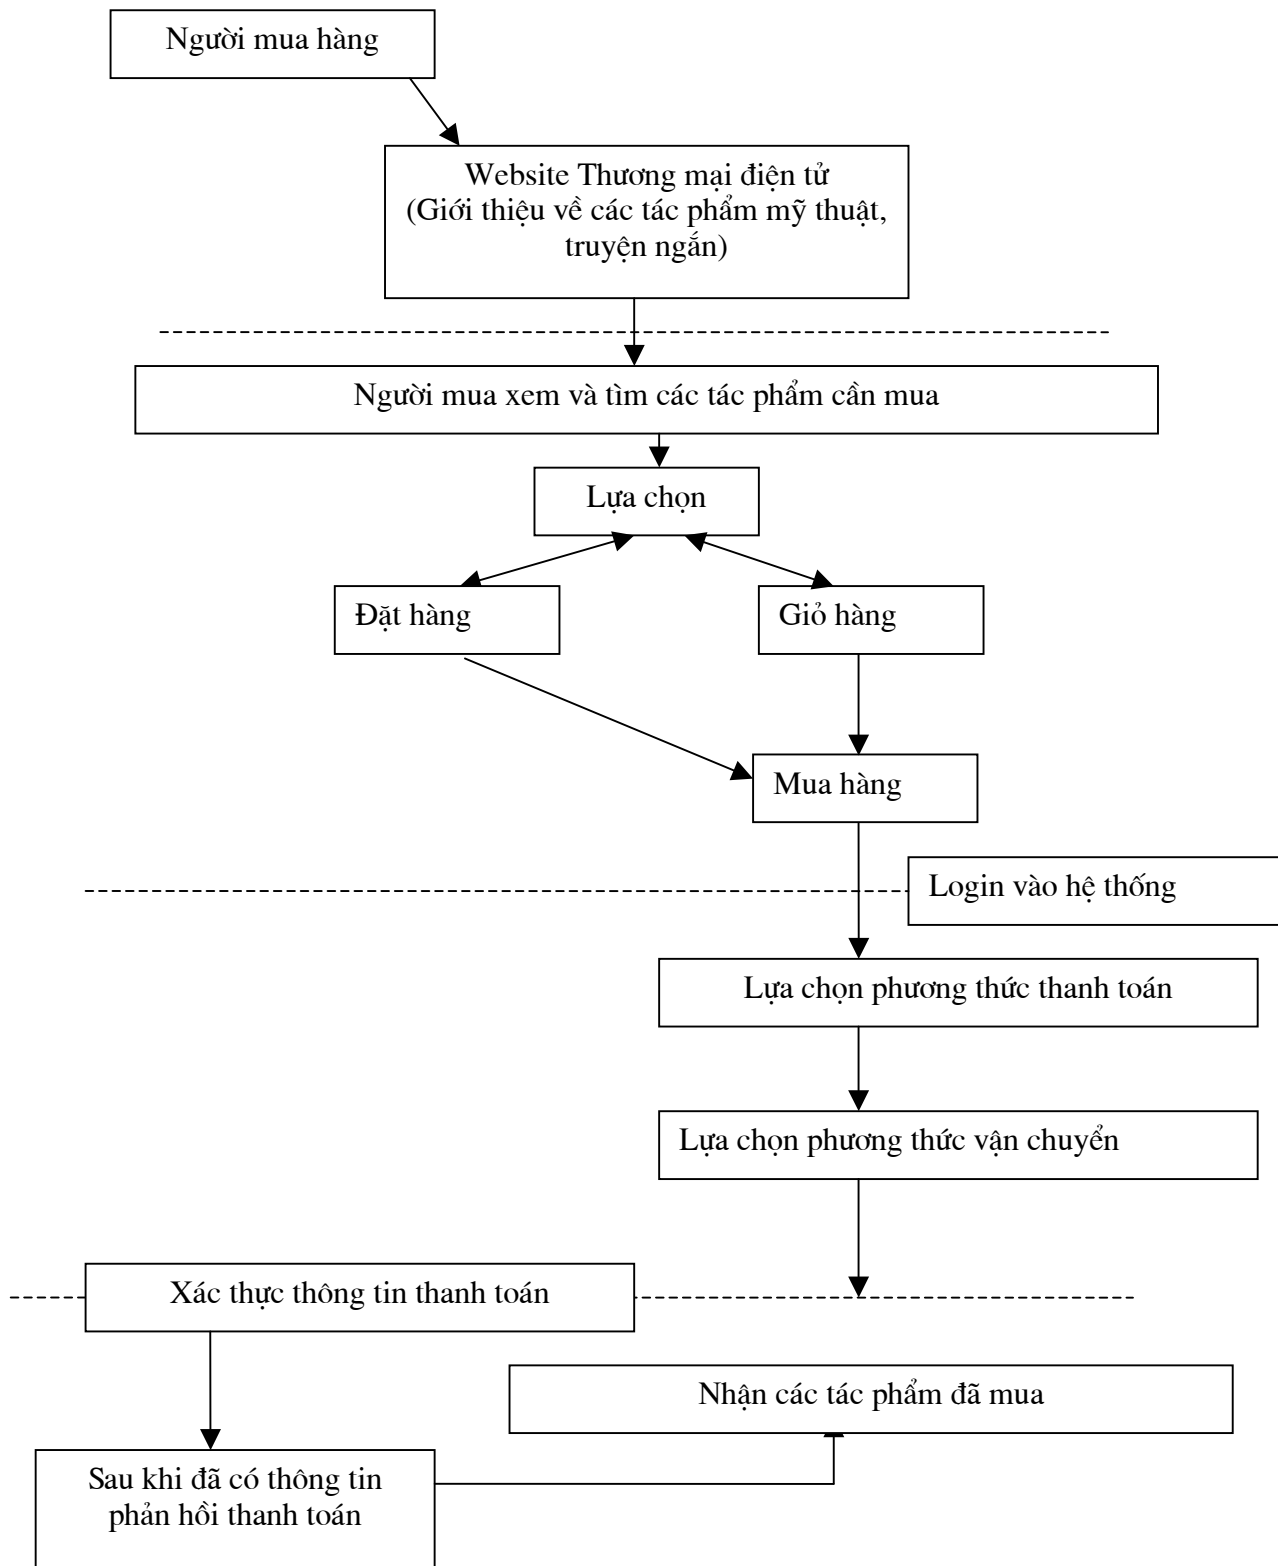 Người mua hàng
Website Thương mại điện tử
(Giới thiệu về các tác phẩm mỹ thuật,
truyện ngắn)
Người mua xem và tìm các tác phẩm cần mua
Lựa chọn
Đặt hàng
Giỏ hàng
Mua hàng
Login vào hệ thống
Lựa chọn phương thức thanh toán
Lựa chọn phương thức vận chuyển
Xác thực thông tin thanh toán
Nhận các tác phẩm đã mua
Sau khi đã có thông tin
phản hồi thanh toán